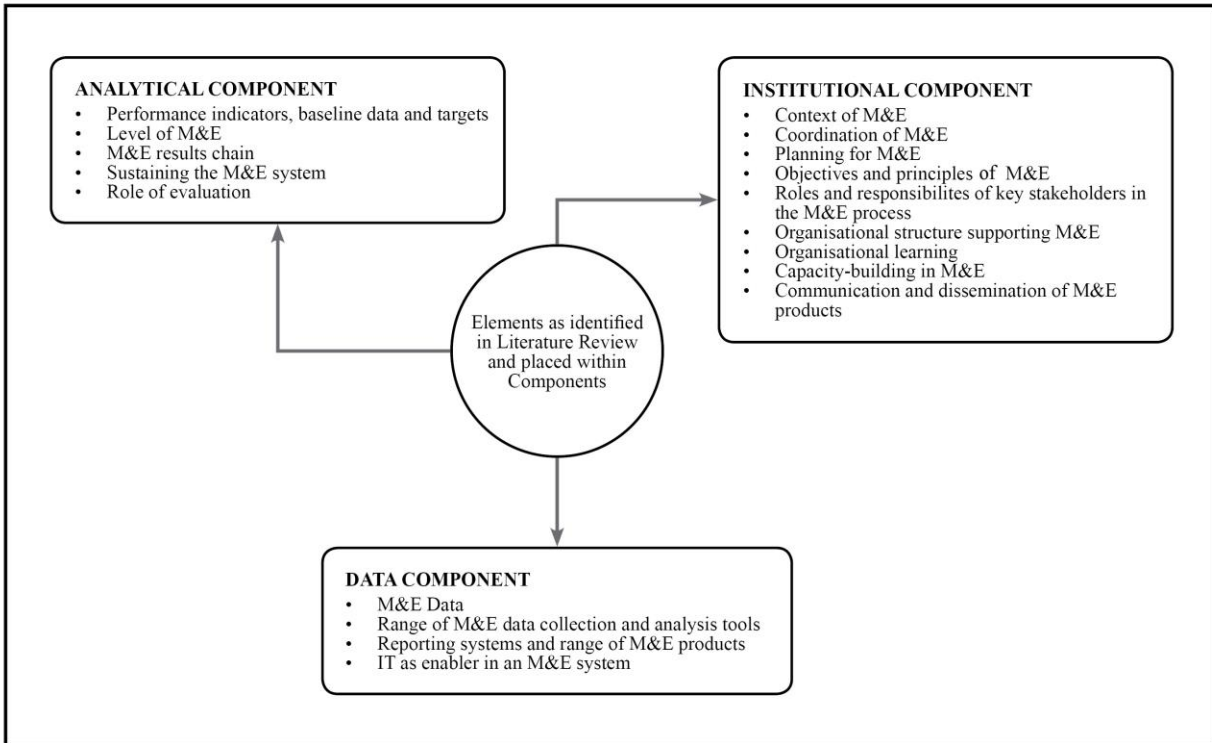 ANALYTICAL COMPONENT
• Performance indicators, baseline data and targets
• Level of M&E
• M&E results chain
• Sustaining the M&E system
• Role of evaluation
INSTITUTIONAL COMPONENT
• Context of M&E
• Coordination of M&E
• Planning for M&E
• Objectives and principles of M&E
• Roles and responsibilites of key stakeholders in
the M&E process
• Organisational structure supporting M&E
• Organisational learning
• Capacity-building in M&E
• Communication and dissemination of M&E
products
Elements as identified
in Literature Review
and placed within
Components
DATA COMPONENT
• M&E Data
• Range of M&E data collection and analysis tools
• Reporting systems and range of M&E products
• IT as enabler in an M&E system